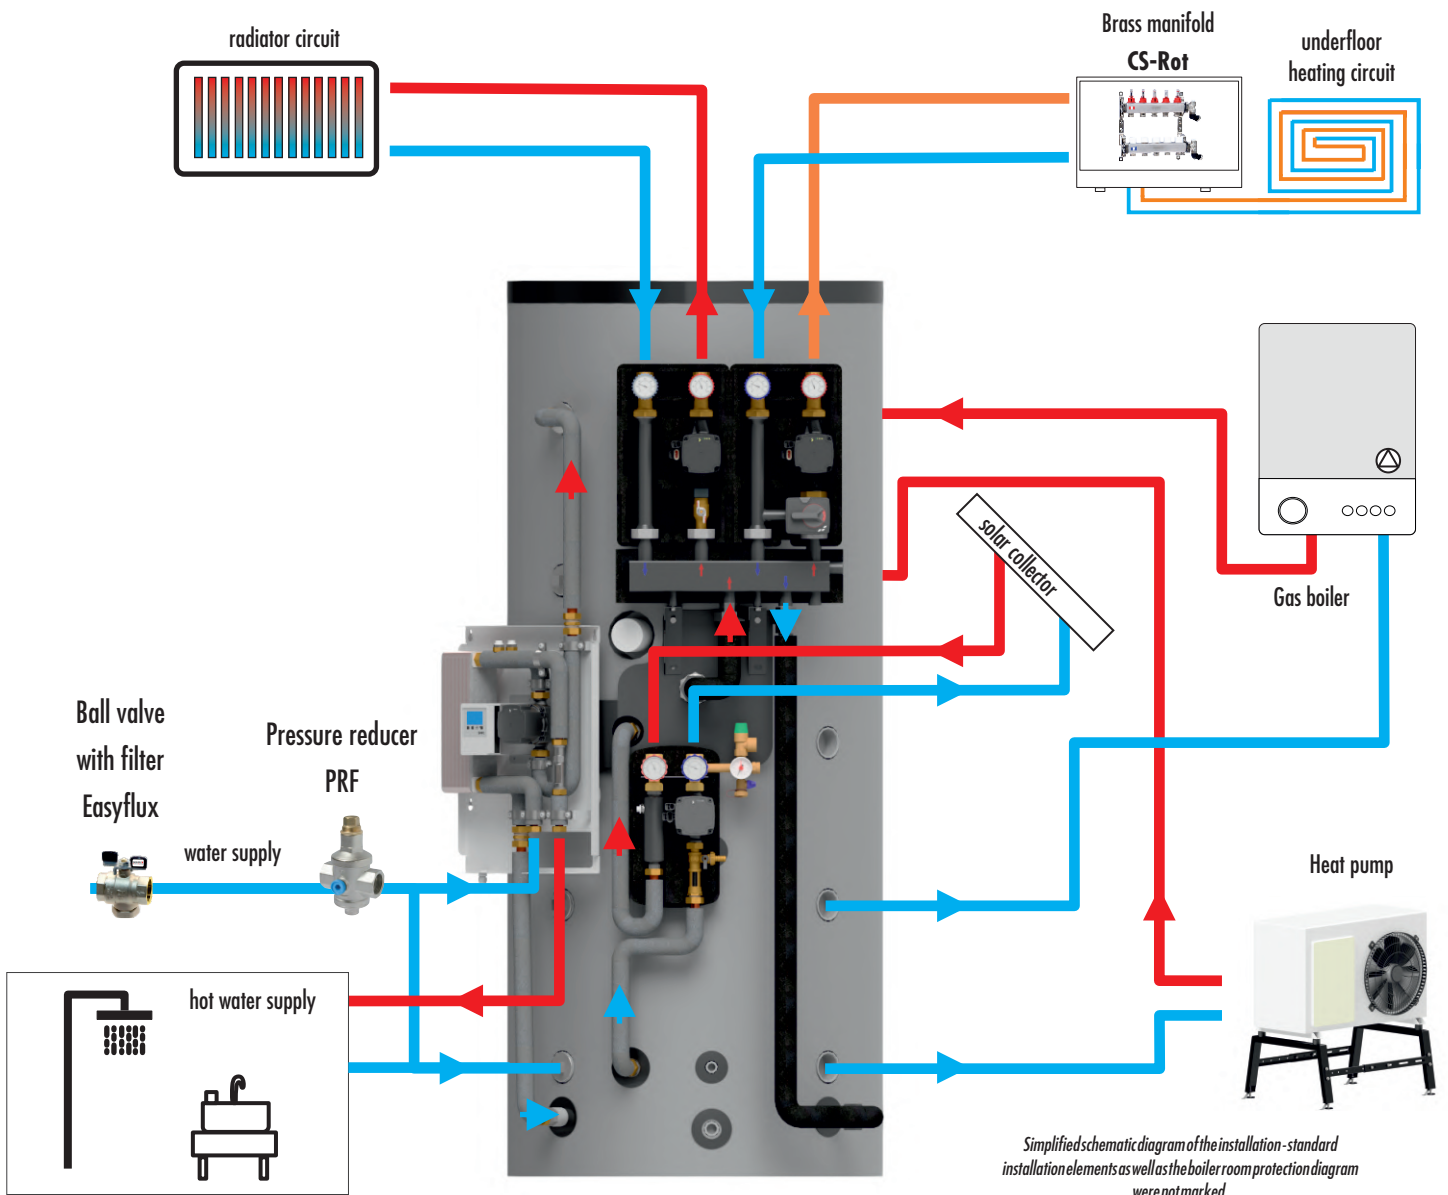 radiator circuit
Brass manifold
CS-Rot
underfloor
heating circuit
solar collector
Gas boiler
Ball valve
with filter
Easyflux
Pressure reducer
PRF
water supply
Heat pump
hot water supply
Simplified schematic diagram of the installation - standard
installation elements as well as the boiler room protection diagram
were not marked